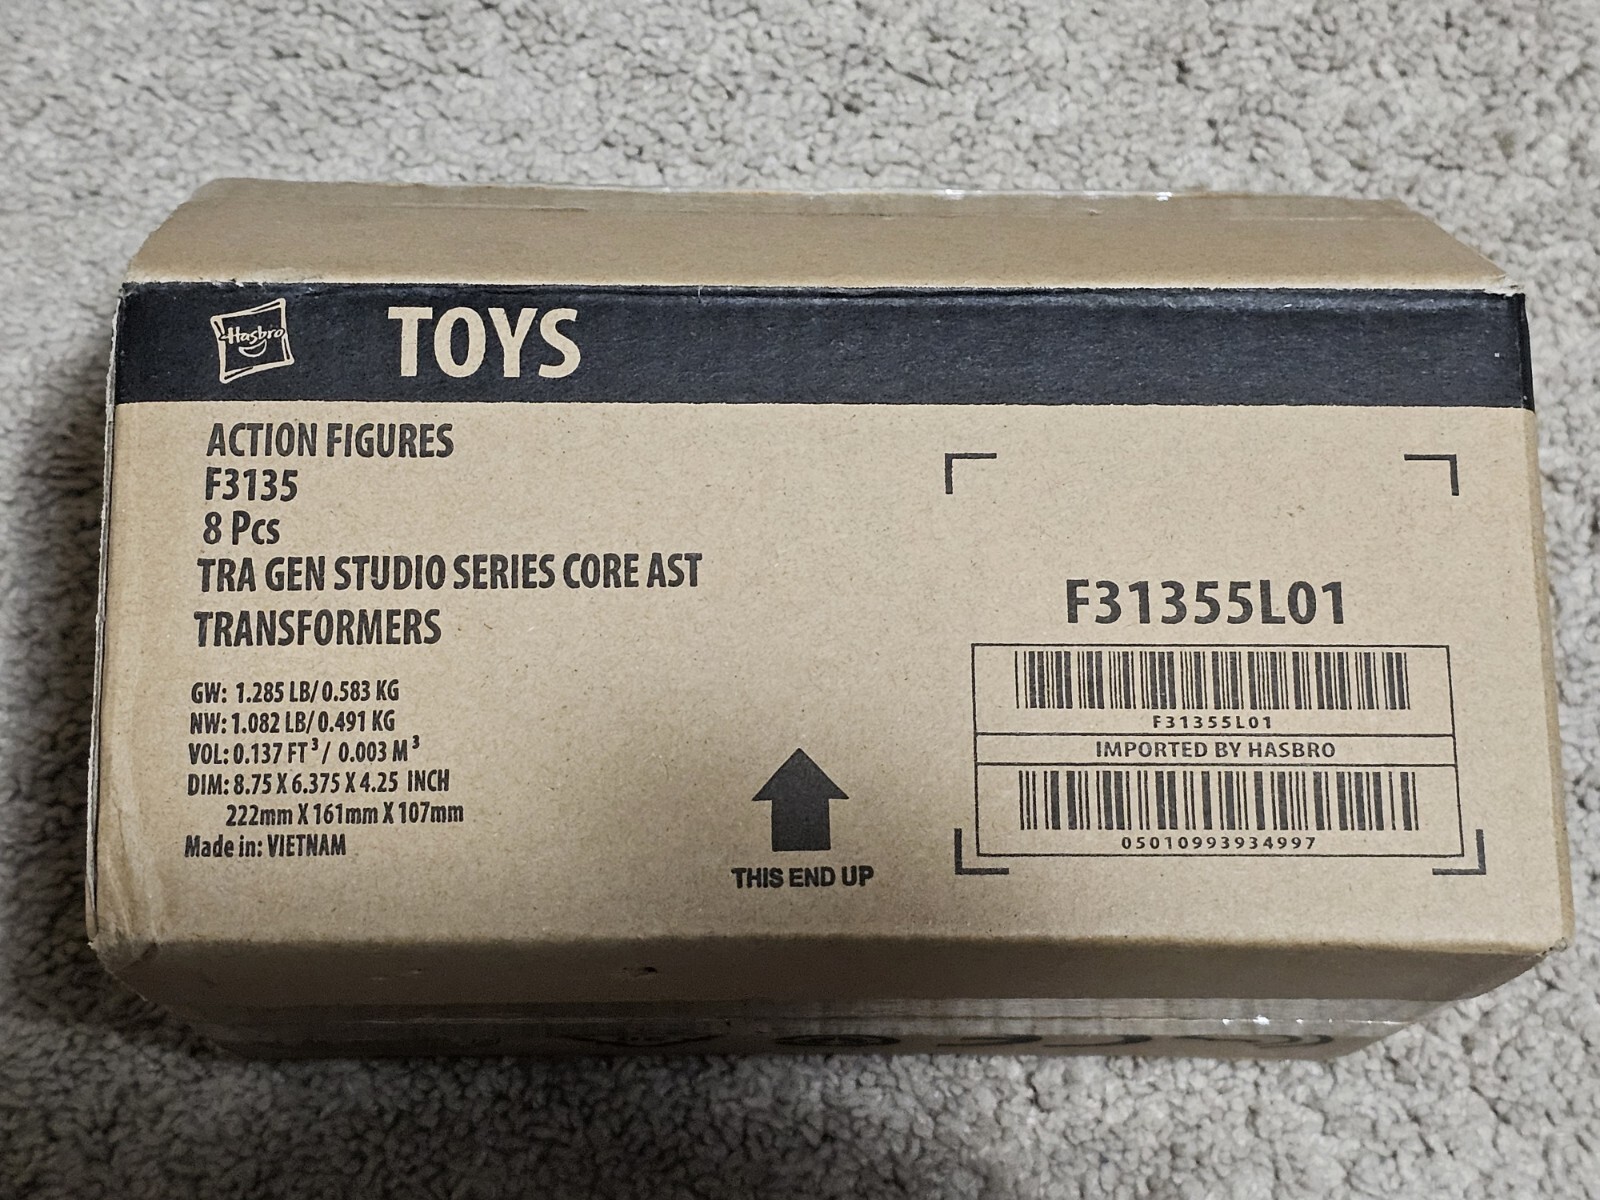 Hasbro
TOYS
ACTION FIGURES
F3135
8 Pcs
TRA GEN STUDIO SERIES CORE AST
TRANSFORMERS
GW: 1.285 LB/ 0.583 KG
NW: 1.082 LB/ 0.491 KG
VOL: 0.137 FT³ / 0.003 M³
DIM: 8.75 X 6.375 X 4.25 INCH
222mm X 161mm X 107mm
Made in: VIETNAM
THIS END UP
F31355L01
F31355L01
IMPORTED BY HASBRO
05010993934997